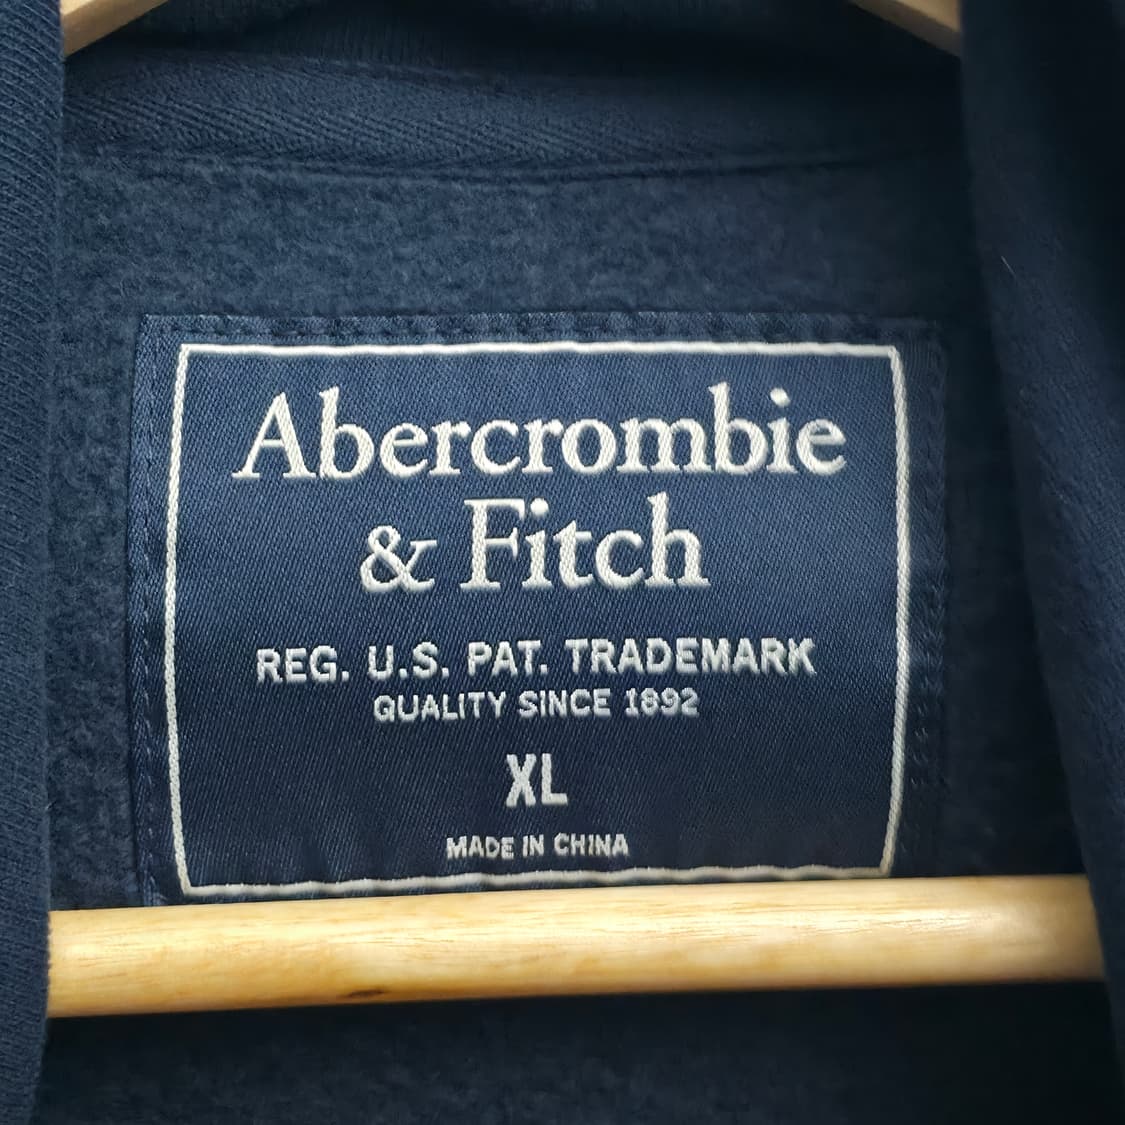 Abercrombie
& Fitch
REG. U.S. PAT. TRADEMARK
QUALITY SINCE 1892
XL
MADE IN CHINA